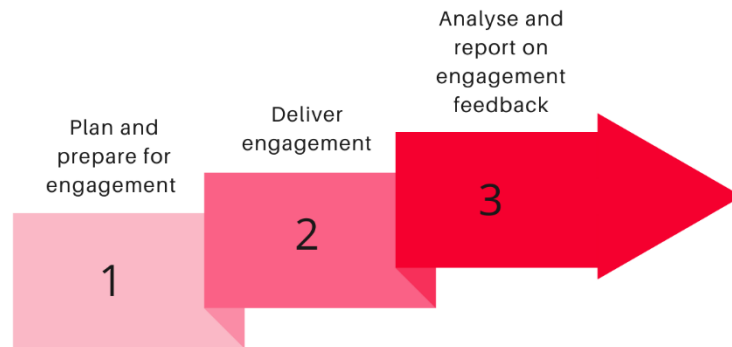 Plan and
prepare for
engagement
1
Deliver
engagement
2
Analyse and
report on
engagement
feedback
3